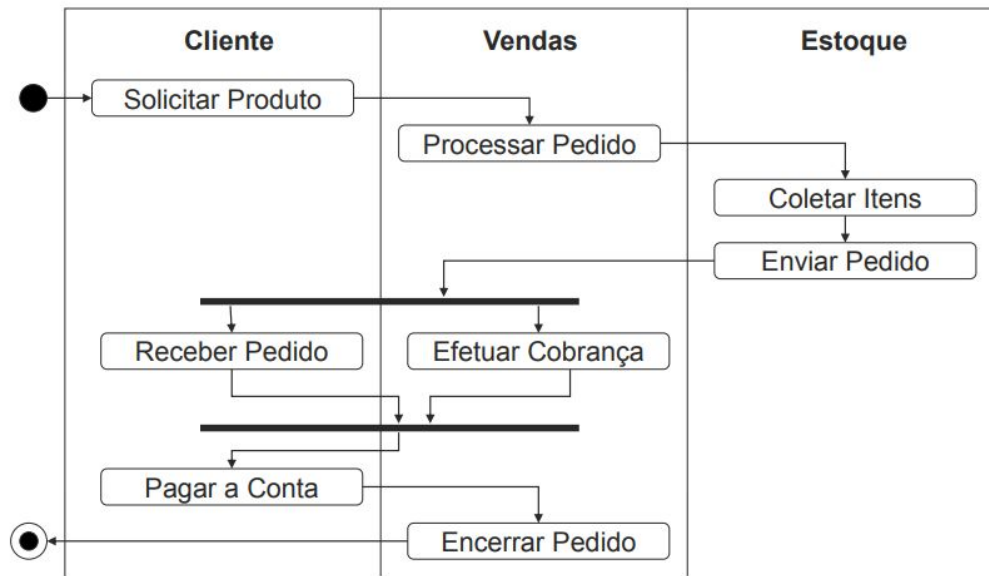 Cliente
Vendas
Estoque
Solicitar Produto
Processar Pedido
Coletar Itens
Enviar Pedido
Receber Pedido
Efetuar Cobrança
Pagar a Conta
Encerrar Pedido